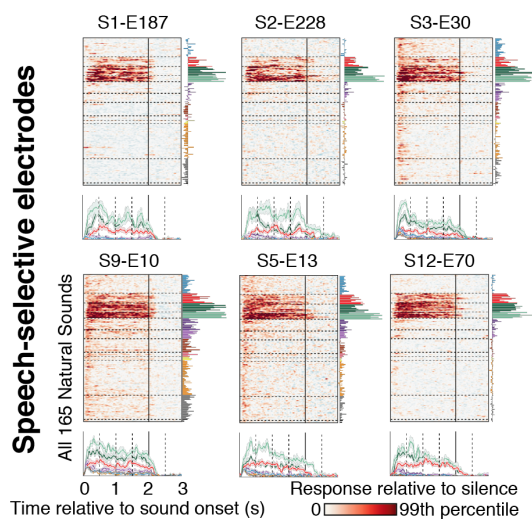 Speech-selective electrodes
S1-E187 S2-E228 S3-E30
S9-E10 S5-E13 S12-E70
All 165 Natural Sounds
0 1 2 3
Time relative to sound onset (s)
Response relative to silence
0 99th percentile